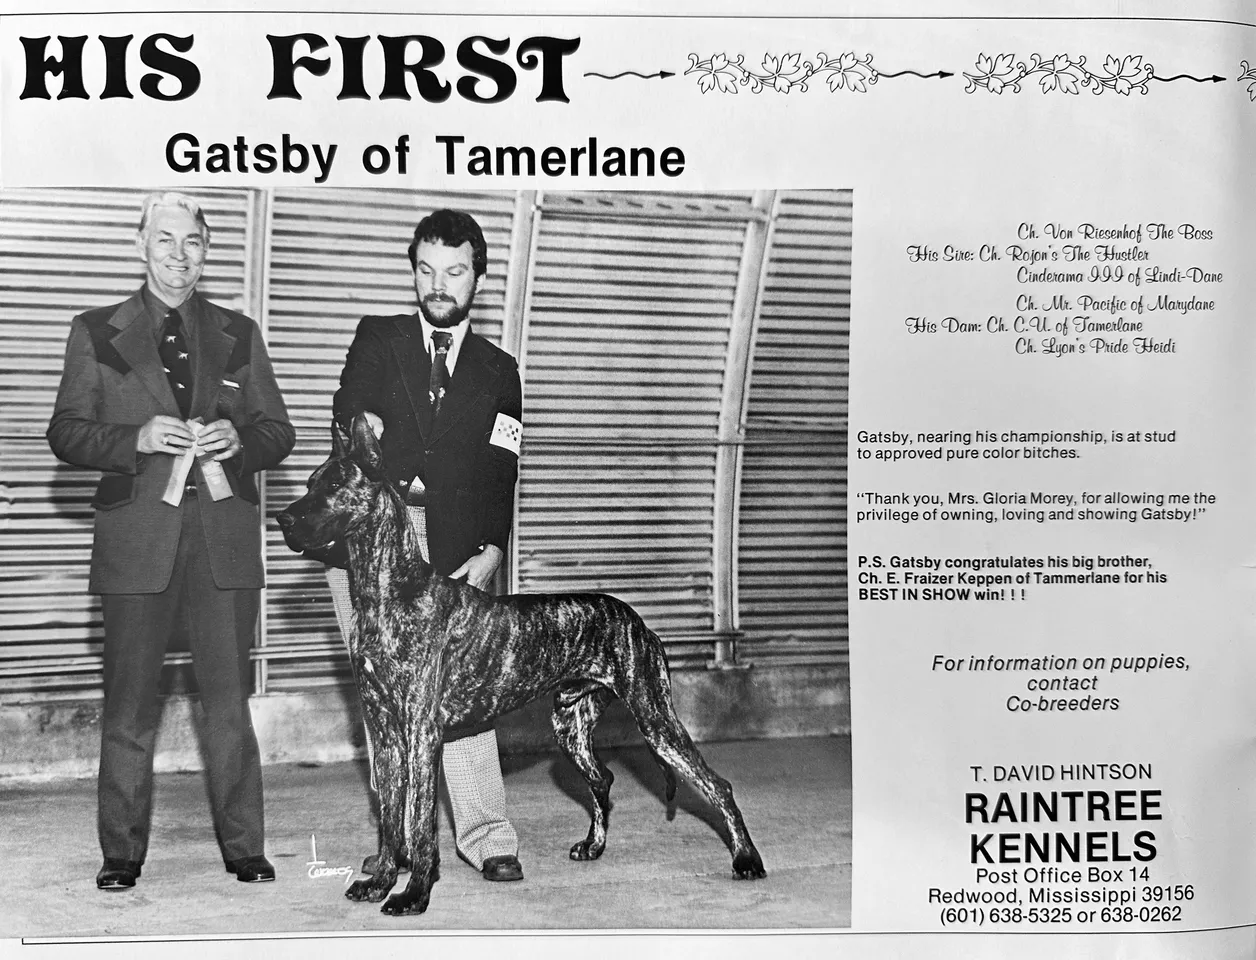 HIS FIRST
Gatsby of Tamerlane
Ch. Von Riesenhof The Boss
His Sire: Ch. Rojon's The Hustler
Cinderama III of Lindi-Dane
Ch. Mr. Pacific of Marydane
His Dam: Ch. C.U. of Tamerlane
Ch. Lyon's Pride Heidi
Gatsby, nearing his championship, is at stud
to approved pure color bitches.
“Thank you, Mrs. Gloria Morey, for allowing me the
privilege of owning, loving and showing Gatsby!”
P.S. Gatsby congratulates his big brother,
Ch. E. Fraizer Keppen of Tammerlane for his
BEST IN SHOW win! ! !
For information on puppies,
contact
Co-breeders
T. DAVID HINTSON
RAINTREE
KENNELS
Post Office Box 14
Redwood, Mississippi 39156
(601) 638-5325 or 638-0262